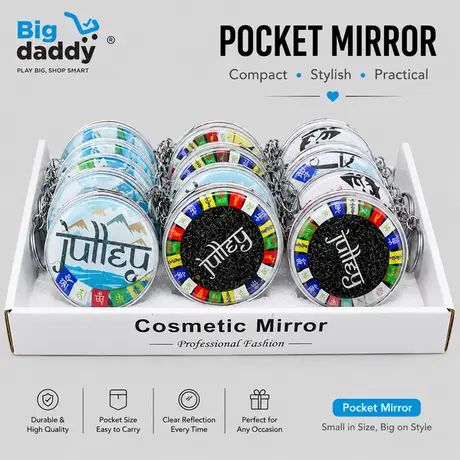 Big
daddy®
PLAY BIG, SHOP SMART
POCKET MIRROR
Compact • Stylish • Practical
julley
julley
julley
Cosmetic Mirror
Professional Fashion
Durable &
High Quality
Pocket Size
Easy to Carry
Clear Reflection
Every Time
Perfect for
Any Occasion
Pocket Mirror
Small in Size, Big on Style